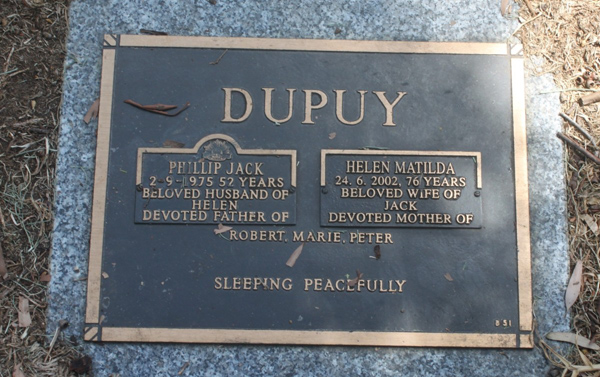 DUPUY
PHILLIP JACK
2-9-1975 52 YEARS
BELOVED HUSBAND OF
HELEN
DEVOTED FATHER OF
HELEN MATILDA
24. 6. 2002, 76 YEARS
BELOVED WIFE OF
JACK
DEVOTED MOTHER OF
ROBERT, MARIE, PETER
SLEEPING PEACEFULLY
B 51